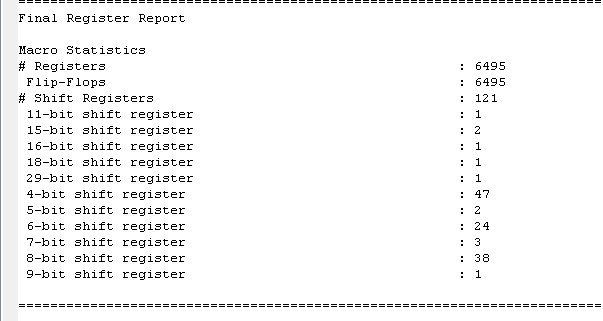 ================================================================================
Final Register Report

Macro Statistics
# Registers : 6495
 Flip-Flops : 6495
# Shift Registers : 121
 11-bit shift register : 1
 15-bit shift register : 2
 16-bit shift register : 1
 18-bit shift register : 1
 29-bit shift register : 1
 4-bit shift register : 47
 5-bit shift register : 2
 6-bit shift register : 24
 7-bit shift register : 3
 8-bit shift register : 38
 9-bit shift register : 1

================================================================================